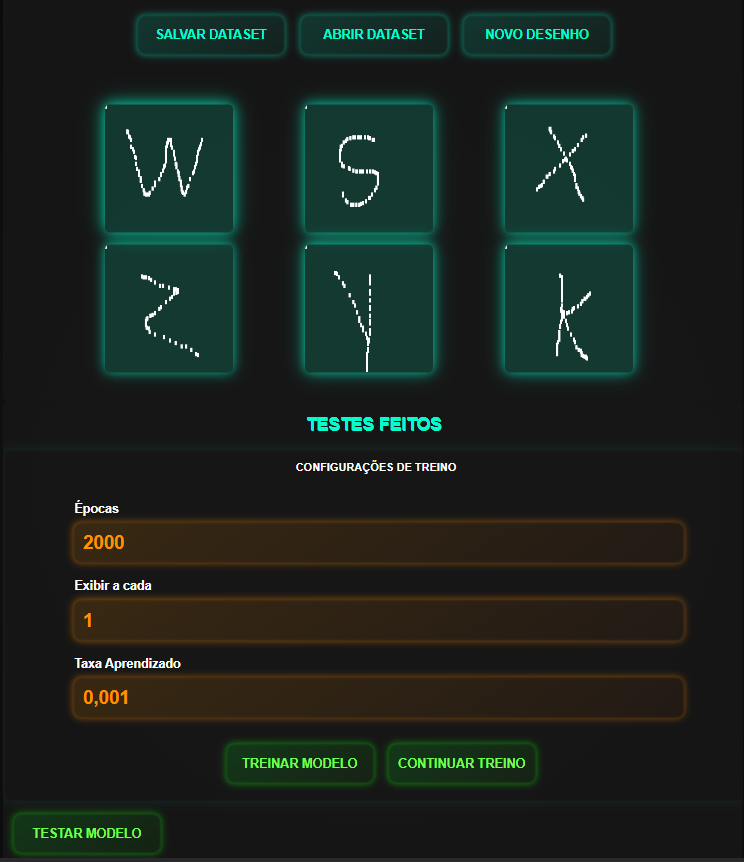 SALVAR DATASET ABRIR DATASET NOVO DESENHO
W S X
Z Y K
TESTES FEITOS
CONFIGURAÇÕES DE TREINO
Épocas
2000
Exibir a cada
1
Taxa Aprendizado
0,001
TREINAR MODELO CONTINUAR TREINO
TESTAR MODELO